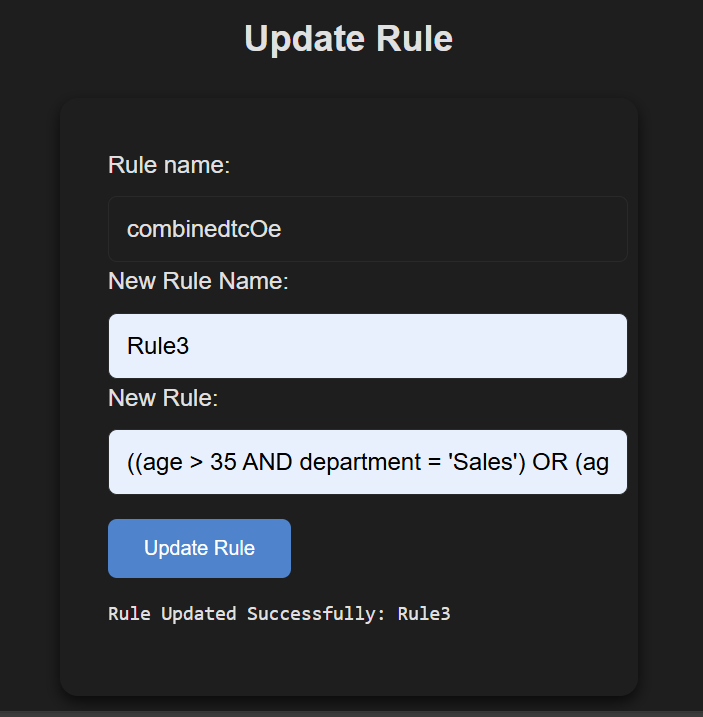 Update Rule
Rule name:
combinedtcOe
New Rule Name:
Rule3
New Rule:
((age > 35 AND department = 'Sales') OR (ag
Update Rule
Rule Updated Successfully: Rule3